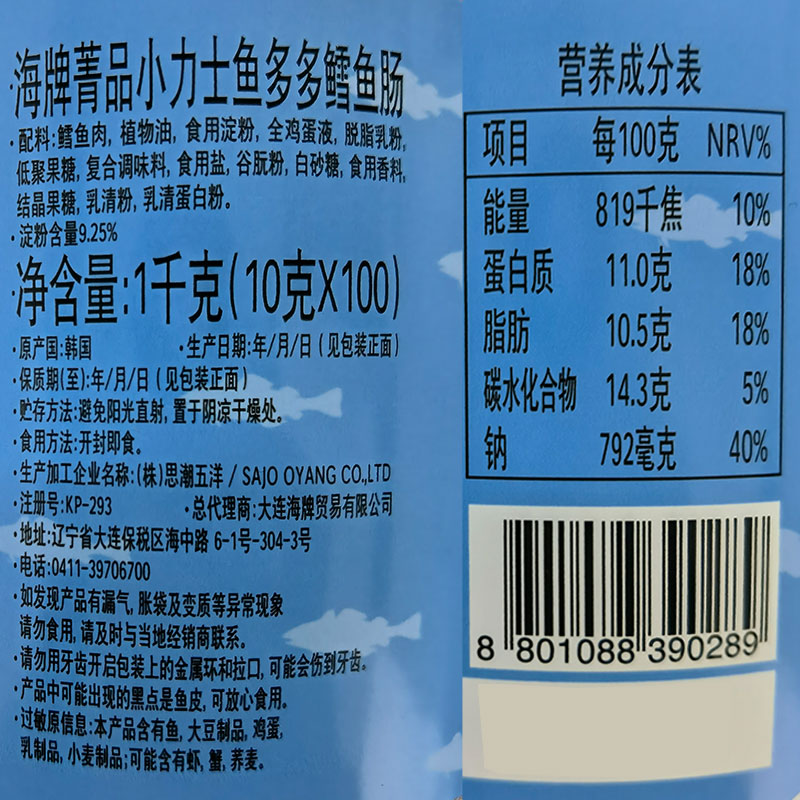 海牌菁品小力士鱼多多鳕鱼肠
·配料:鳕鱼肉, 植物油, 食用淀粉, 全鸡蛋液, 脱脂乳粉,
低聚果糖, 复合调味料, 食用盐, 谷朊粉, 白砂糖, 食用香料,
结晶果糖, 乳清粉, 乳清蛋白粉。
·淀粉含量9.25%
·净含量:1千克(10克X100)
·原产国:韩国 ·生产日期:年/月/日 (见包装正面)
·保质期(至):年/月/日 (见包装正面)
·贮存方法:避免阳光直射, 置于阴凉干燥处。
·食用方法:开封即食。
·生产加工企业名称:(株)思潮五洋 / SAJO OYANG CO.,LTD
·注册号:KP-293 ·总代理商:大连海牌贸易有限公司
·地址:辽宁省大连保税区海中路 6-1号-304-3号
·电话:0411-39706700
·如发现产品有漏气, 胀袋及变质等异常现象
请勿食用, 请及时与当地经销商联系。
·请勿用牙齿开启包装上的金属环和拉口, 可能会伤到牙齿。
·产品中可能出现的黑点是鱼皮, 可放心食用。
·过敏原信息:本产品含有鱼, 大豆制品, 鸡蛋,
乳制品, 小麦制品;可能含有虾, 蟹, 荞麦。
营养成分表
项目 每100克 NRV%
能量 819千焦 10%
蛋白质 11.0克 18%
脂肪 10.5克 18%
碳水化合物 14.3克 5%
钠 792毫克 40%
8 801088 390289